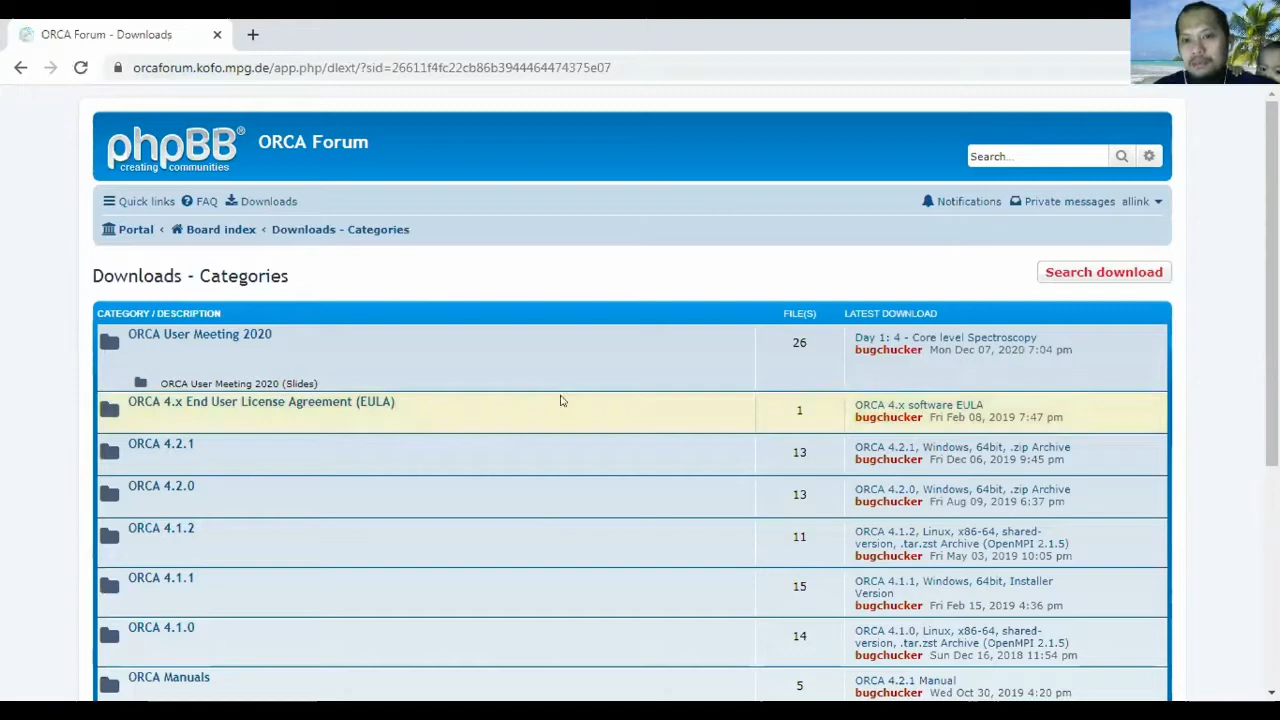 ORCA Forum - Downloads
orcaforum.kofo.mpg.de/app.php/dlext/?sid=26611f4fc22cb86b3944464474375e07
phpBB®
creating communities
ORCA Forum
Search...
Quick links FAQ Downloads
Notifications Private messages allink
Portal ‹ Board index ‹ Downloads - Categories
Downloads - Categories
Search download
CATEGORY / DESCRIPTION FILE(S) LATEST DOWNLOAD
ORCA User Meeting 2020
26
Day 1: 4 - Core level Spectroscopy
bugchucker Mon Dec 07, 2020 7:04 pm
ORCA User Meeting 2020 (Slides)
ORCA 4.x End User License Agreement (EULA)
1
ORCA 4.x software EULA
bugchucker Fri Feb 08, 2019 7:47 pm
ORCA 4.2.1
13
ORCA 4.2.1, Windows, 64bit, .zip Archive
bugchucker Fri Dec 06, 2019 9:45 pm
ORCA 4.2.0
13
ORCA 4.2.0, Windows, 64bit, .zip Archive
bugchucker Fri Aug 09, 2019 6:37 pm
ORCA 4.1.2
11
ORCA 4.1.2, Linux, x86-64, shared-
version, .tar.zst Archive (OpenMPI 2.1.5)
bugchucker Fri May 03, 2019 10:05 pm
ORCA 4.1.1
15
ORCA 4.1.1, Windows, 64bit, Installer
Version
bugchucker Fri Feb 15, 2019 4:36 pm
ORCA 4.1.0
14
ORCA 4.1.0, Linux, x86-64, shared-
version, .tar.zst Archive (OpenMPI 2.1.5)
bugchucker Sun Dec 16, 2018 11:54 pm
ORCA Manuals
5
ORCA 4.2.1 Manual
bugchucker Wed Oct 30, 2019 4:20 pm